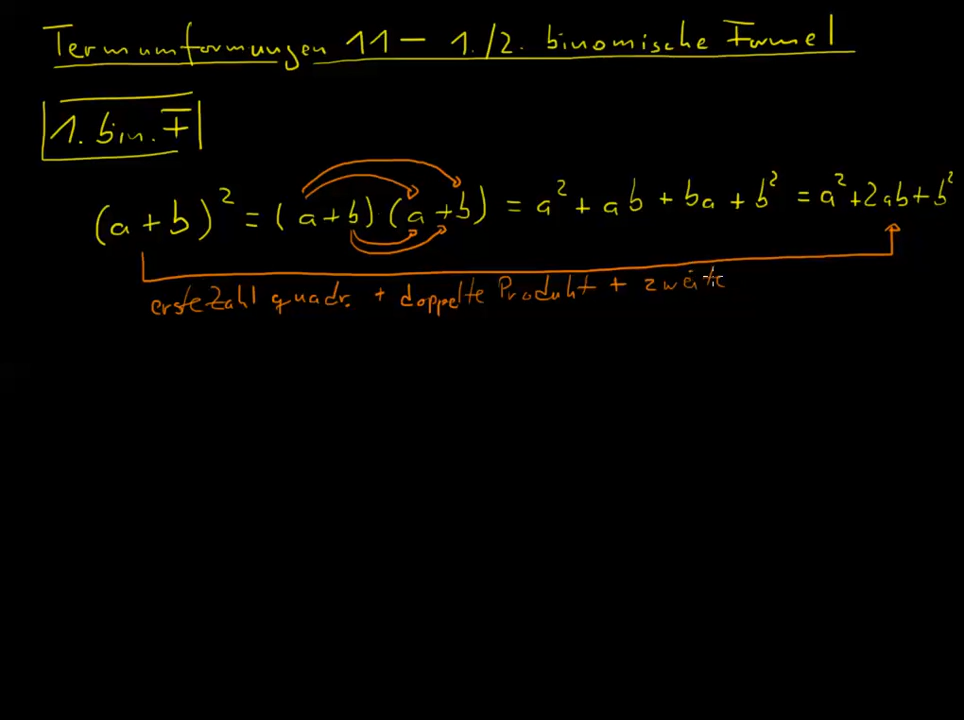 Termumformungen 11 – 1./2. binomische Formel
1. bin. F
(a+b)² = (a+b)(a+b) = a² + ab + ba + b² = a²+2ab+b²
erste Zahl quadr. + doppelte Produkt + zweite